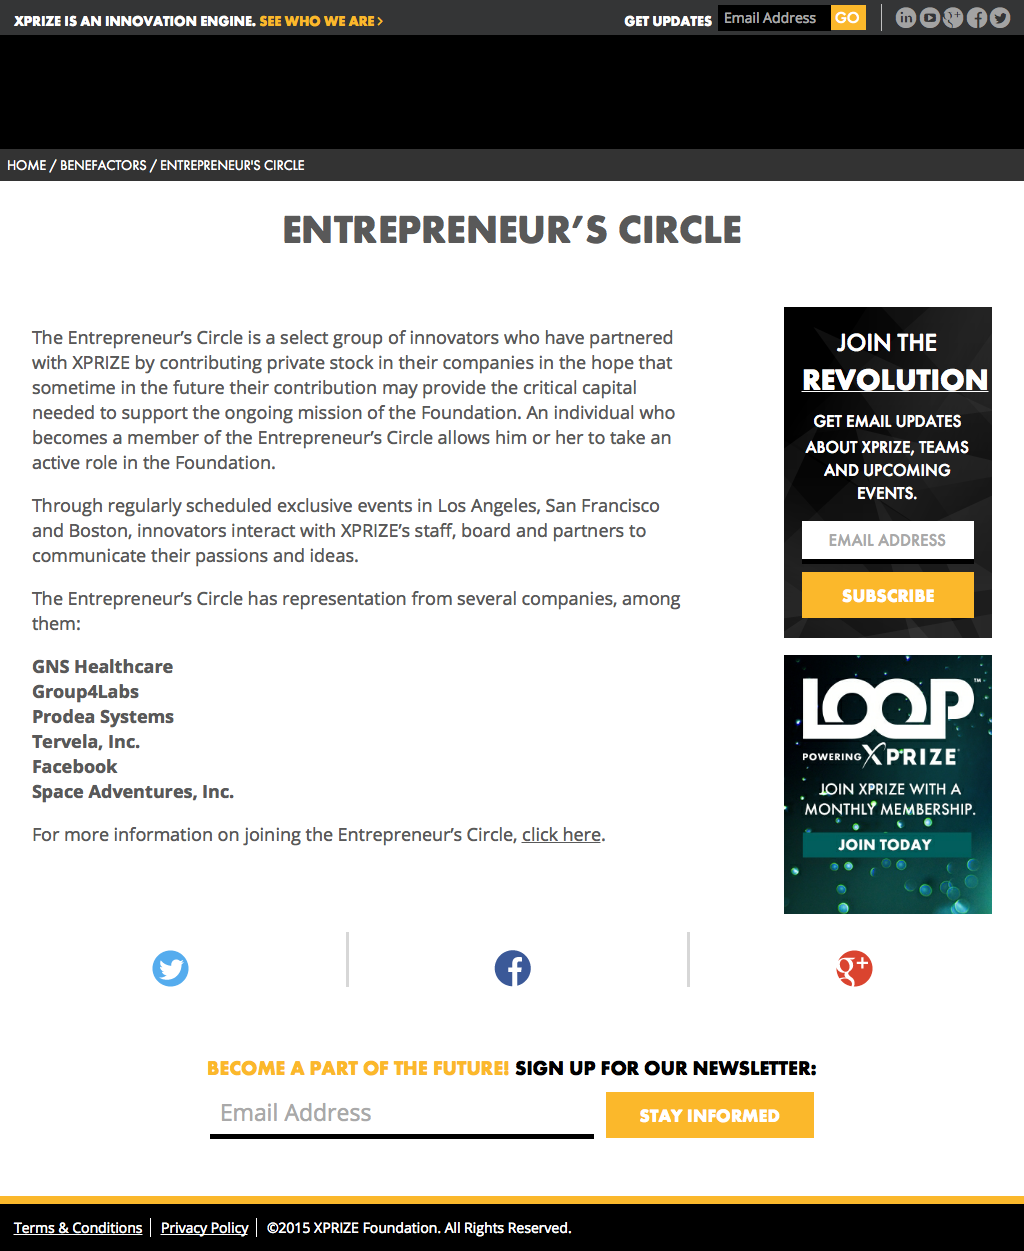 XPRIZE IS AN INNOVATION ENGINE. SEE WHO WE ARE >
GET UPDATES Email Address GO
HOME / BENEFACTORS / ENTREPRENEUR'S CIRCLE
ENTREPRENEUR’S CIRCLE
The Entrepreneur’s Circle is a select group of innovators who have partnered
with XPRIZE by contributing private stock in their companies in the hope that
sometime in the future their contribution may provide the critical capital
needed to support the ongoing mission of the Foundation. An individual who
becomes a member of the Entrepreneur’s Circle allows him or her to take an
active role in the Foundation.
Through regularly scheduled exclusive events in Los Angeles, San Francisco
and Boston, innovators interact with XPRIZE’s staff, board and partners to
communicate their passions and ideas.
The Entrepreneur’s Circle has representation from several companies, among
them:
GNS Healthcare
Group4Labs
Prodea Systems
Tervela, Inc.
Facebook
Space Adventures, Inc.
For more information on joining the Entrepreneur’s Circle, click here.
JOIN THE
REVOLUTION
GET EMAIL UPDATES
ABOUT XPRIZE, TEAMS
AND UPCOMING
EVENTS.
EMAIL ADDRESS
SUBSCRIBE
LOOP™
POWERING XPRIZE
JOIN XPRIZE WITH A
MONTHLY MEMBERSHIP.
JOIN TODAY
BECOME A PART OF THE FUTURE! SIGN UP FOR OUR NEWSLETTER:
Email Address
STAY INFORMED
Terms & Conditions | Privacy Policy | ©2015 XPRIZE Foundation. All Rights Reserved.